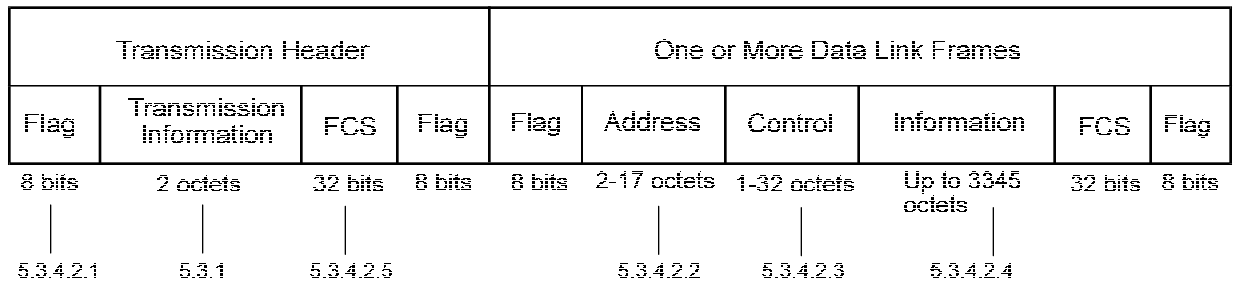 Transmission Header
One or More Data Link Frames
Flag
Transmission
Information
FCS
Flag
Flag
Address
Control
Information
FCS
Flag
8 bits
2 octets
32 bits
8 bits
8 bits
2-17 octets
1-32 octets
Up to 3345
octets
32 bits
8 bits
5.3.4.2.1
5.3.1
5.3.4.2.5
5.3.4.2.2
5.3.4.2.3
5.3.4.2.4